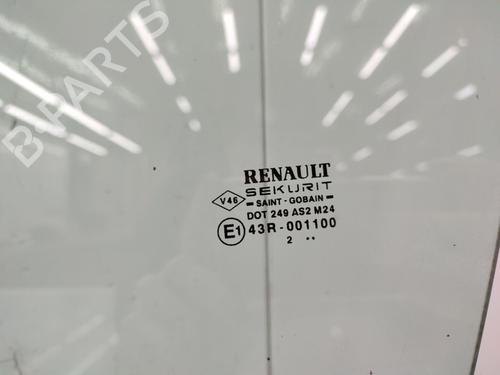 B-PARTS
RENAULT
SEKURIT
V46 - SAINT - GOBAIN -
DOT 249 AS2 M24
E1 43R-001100
2 ..